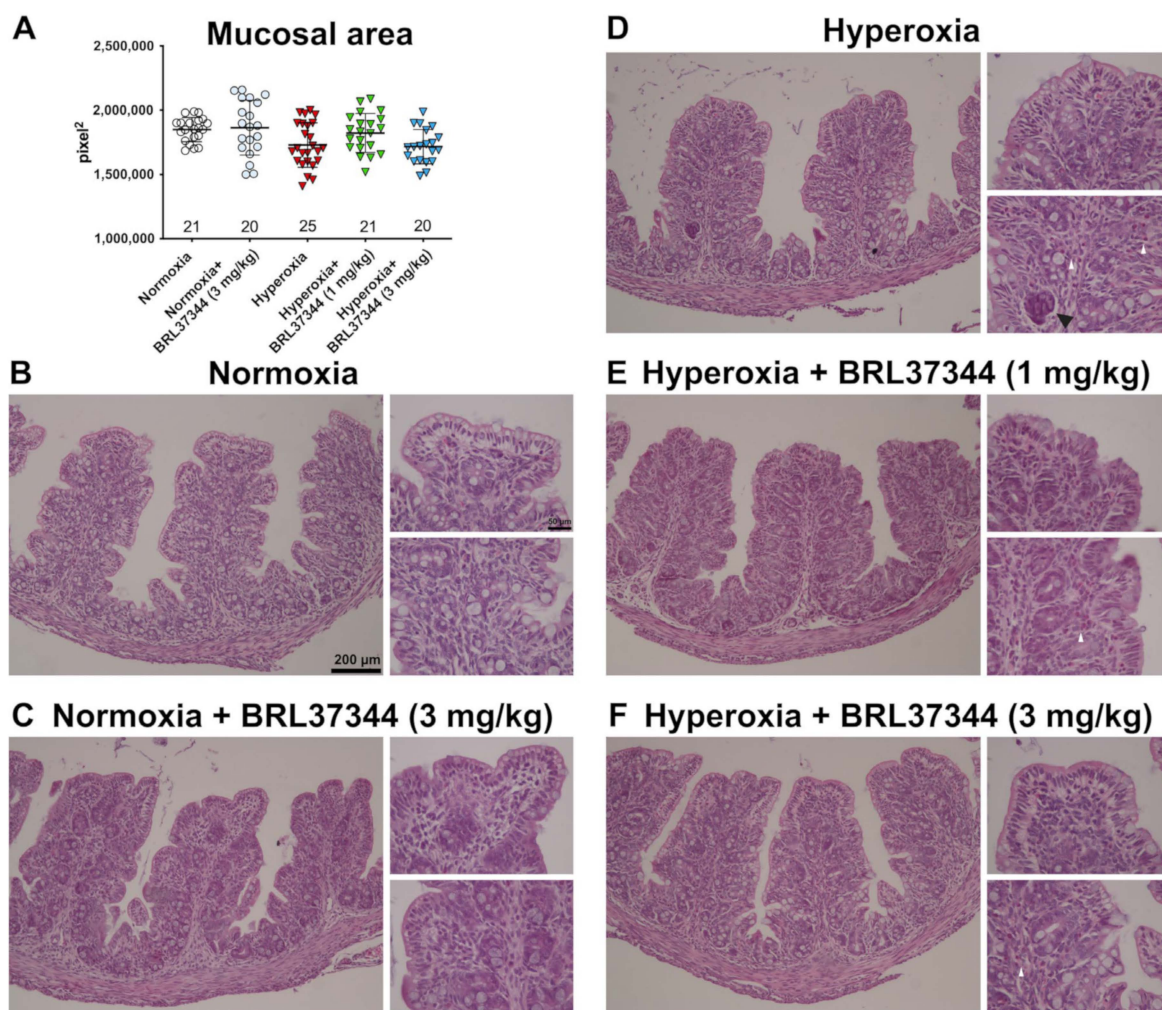 A
Mucosal area
2,500,000
2,000,000
1,500,000
1,000,000
pixel²
21
20
25
21
20
Normoxia
Normoxia+
BRL37344 (3 mg/kg)
Hyperoxia
Hyperoxia+
BRL37344 (1 mg/kg)
Hyperoxia+
BRL37344 (3 mg/kg)
B Normoxia
50 µm
200 µm
C Normoxia + BRL37344 (3 mg/kg)
D Hyperoxia
E Hyperoxia + BRL37344 (1 mg/kg)
F Hyperoxia + BRL37344 (3 mg/kg)